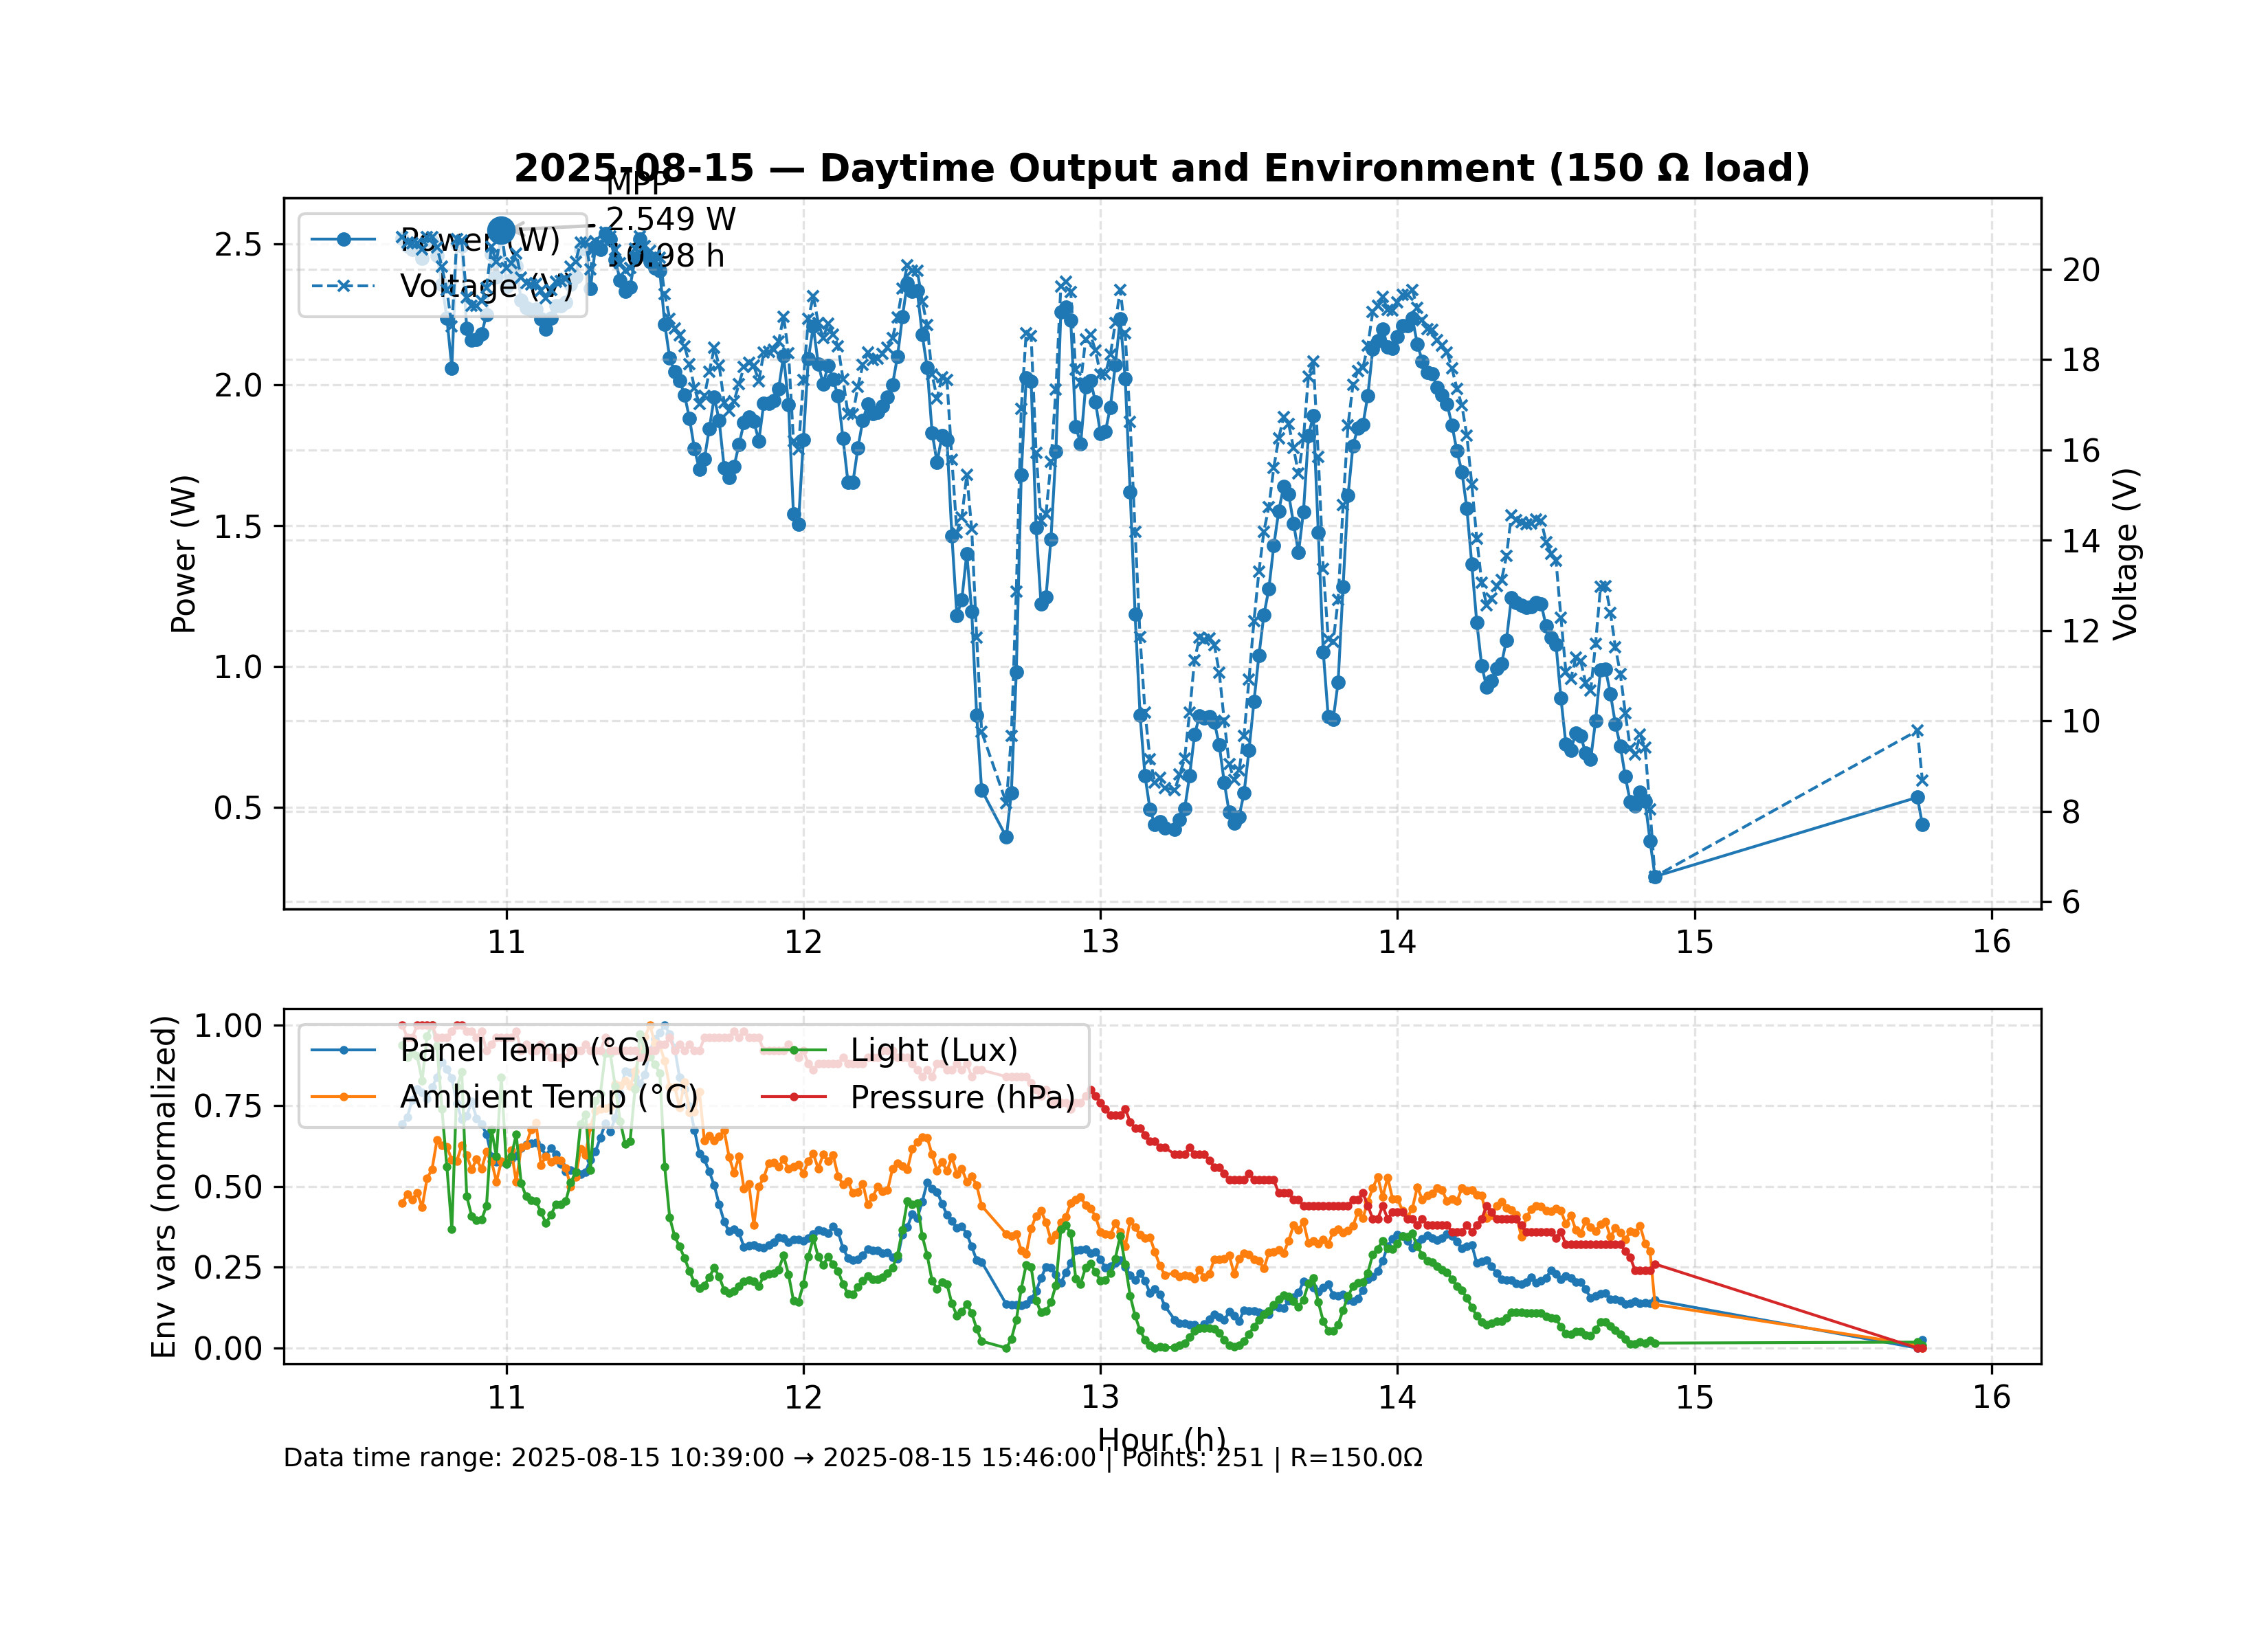 2025-08-15 — Daytime Output and Environment (150 Ω load)
MPP
2.549 W
10.98 h
Power (W)
Voltage (V)
2.5
2.0
1.5
1.0
0.5
Power (W)
20
18
16
14
12
10
8
6
Voltage (V)
11 12 13 14 15 16
Panel Temp (°C) Light (Lux)
Ambient Temp (°C) Pressure (hPa)
1.00
0.75
0.50
0.25
0.00
Env vars (normalized)
11 12 13 14 15 16
Hour (h)
Data time range: 2025-08-15 10:39:00 → 2025-08-15 15:46:00 | Points: 251 | R=150.0Ω